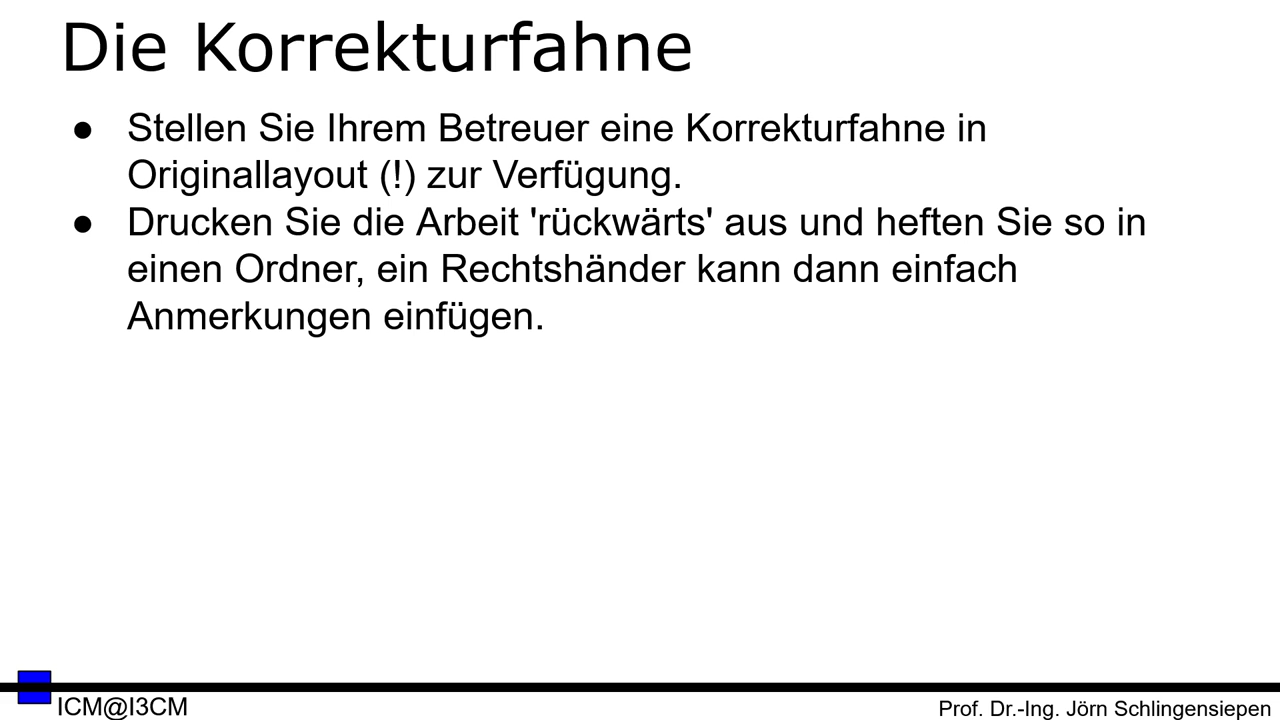 Die Korrekturfahne
● Stellen Sie Ihrem Betreuer eine Korrekturfahne in
Originallayout (!) zur Verfügung.
● Drucken Sie die Arbeit 'rückwärts' aus und heften Sie so in
einen Ordner, ein Rechtshänder kann dann einfach
Anmerkungen einfügen.
ICM@I3CM
Prof. Dr.-Ing. Jörn Schlingensiepen